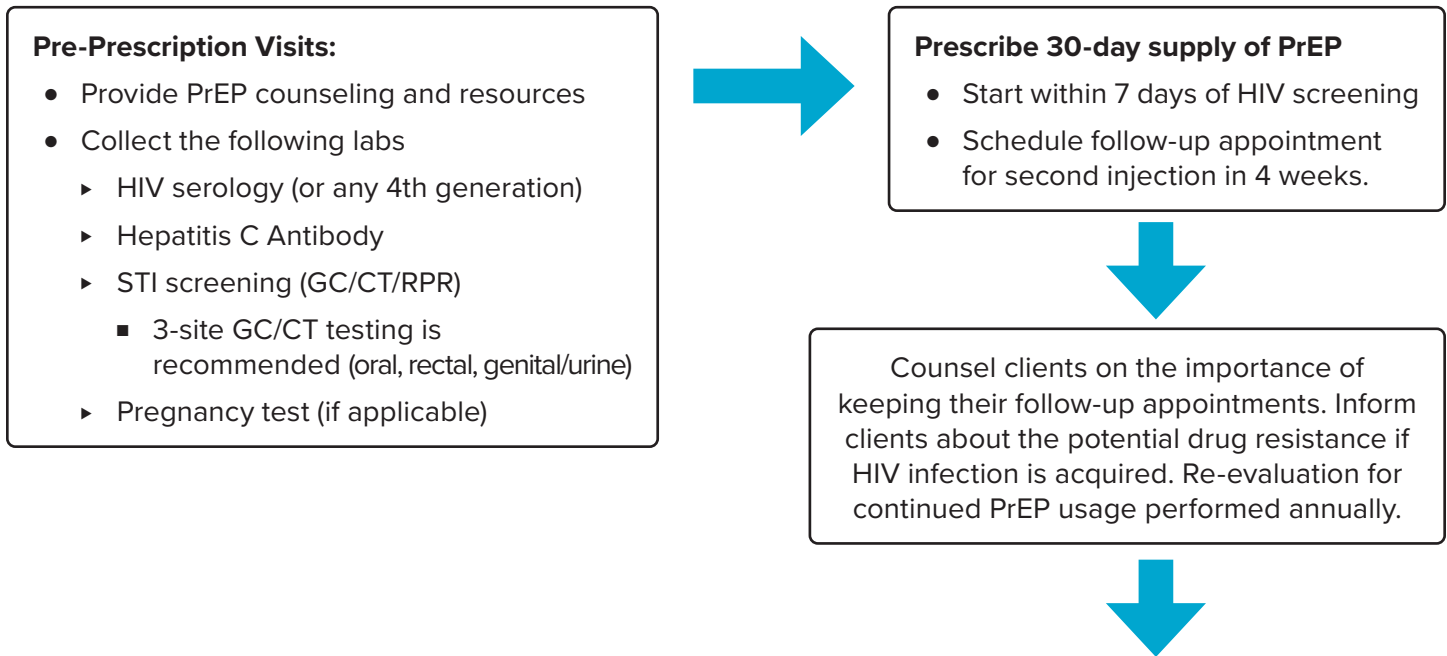 Pre-Prescription Visits:
● Provide PrEP counseling and resources
● Collect the following labs
▸ HIV serology (or any 4th generation)
▸ Hepatitis C Antibody
▸ STI screening (GC/CT/RPR)
■ 3-site GC/CT testing is
recommended (oral, rectal, genital/urine)
▸ Pregnancy test (if applicable)
Prescribe 30-day supply of PrEP
● Start within 7 days of HIV screening
● Schedule follow-up appointment
for second injection in 4 weeks.
Counsel clients on the importance of
keeping their follow-up appointments. Inform
clients about the potential drug resistance if
HIV infection is acquired. Re-evaluation for
continued PrEP usage performed annually.